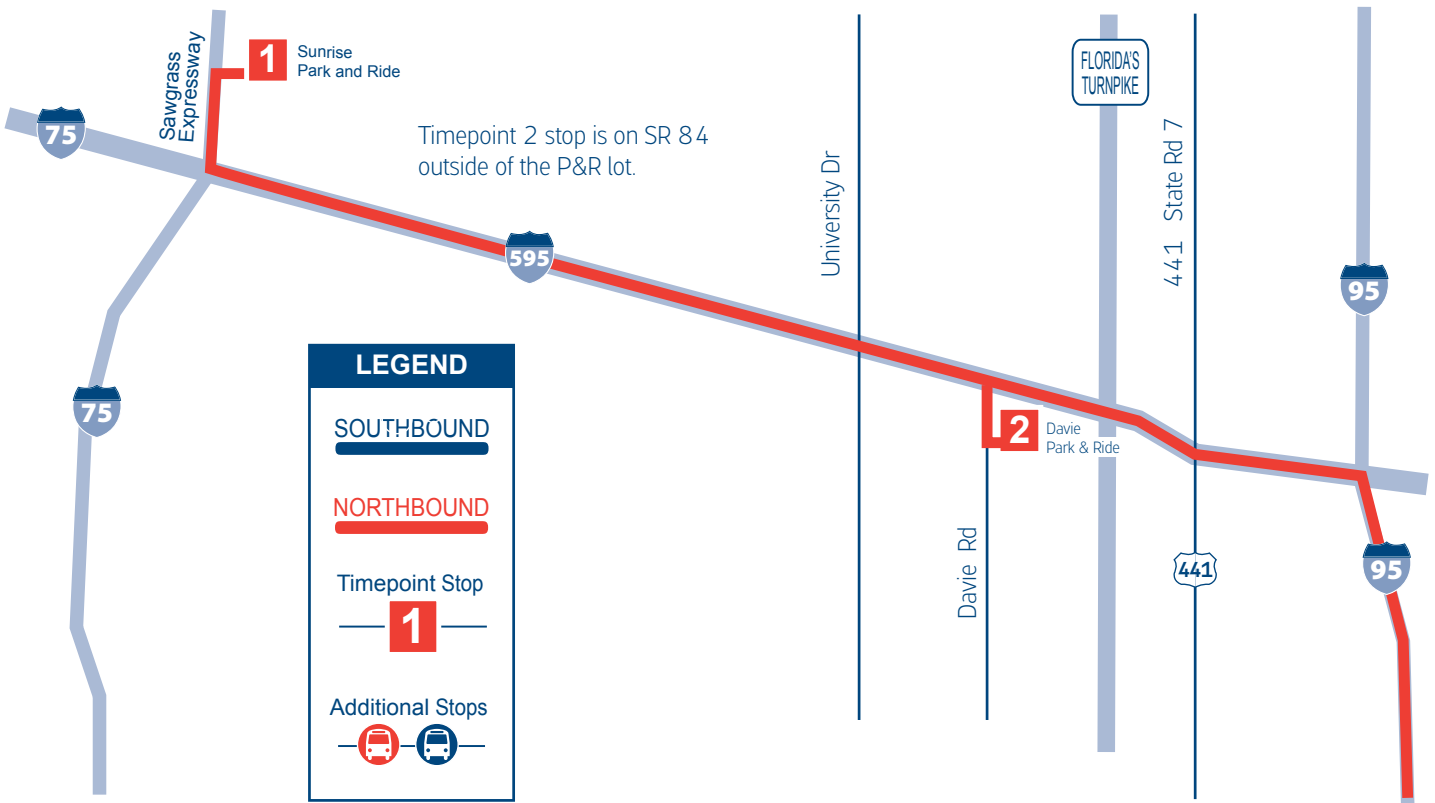 Sawgrass
Expressway
1
Sunrise
Park and Ride
75
Timepoint 2 stop is on SR 84
outside of the P&R lot.
University Dr
FLORIDA'S
TURNPIKE
441 State Rd 7
595
95
LEGEND
SOUTHBOUND
NORTHBOUND
Timepoint Stop
1
Additional Stops
75
2
Davie
Park & Ride
Davie Rd
441
95